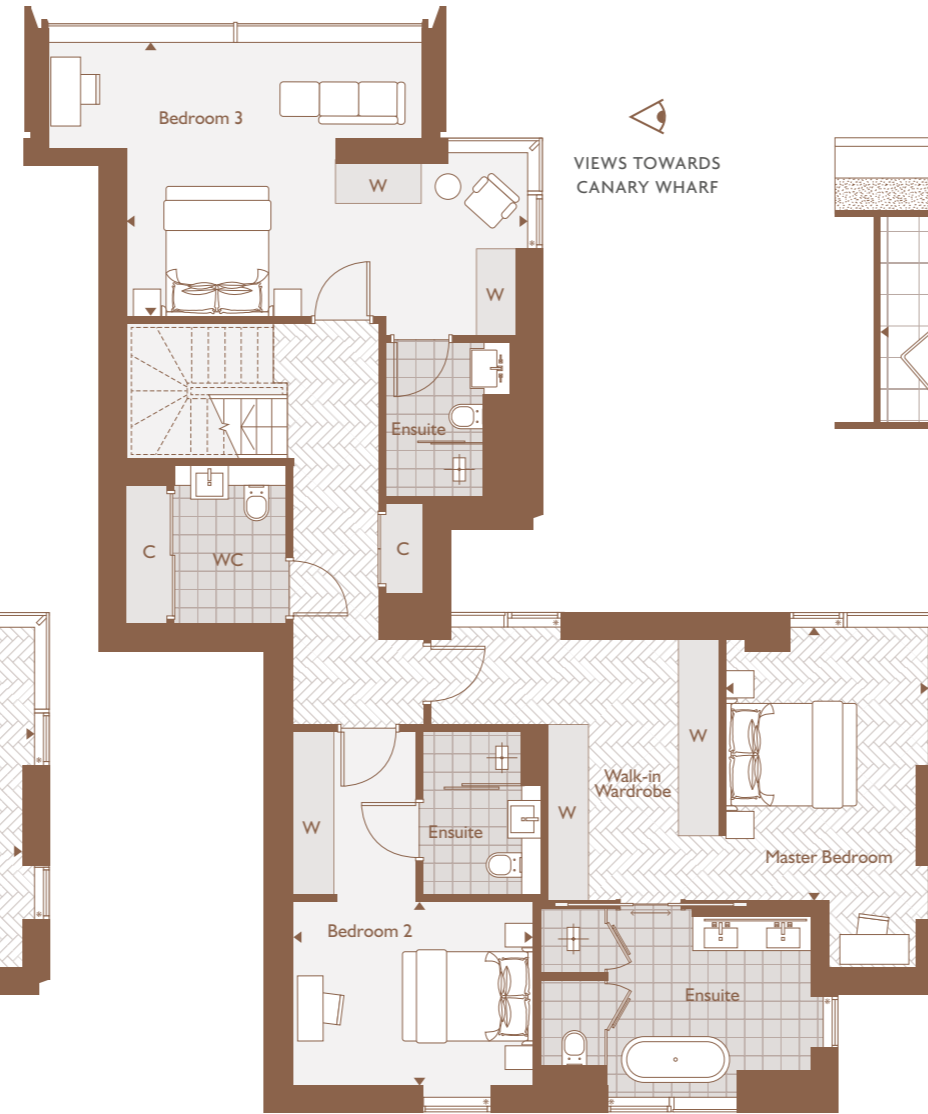 Bedroom 3
VIEWS TOWARDS
CANARY WHARF
W
W
Ensuite
C
WC
C
W
Walk-in
Wardrobe
W
W
Ensuite
Master Bedroom
Bedroom 2
Ensuite